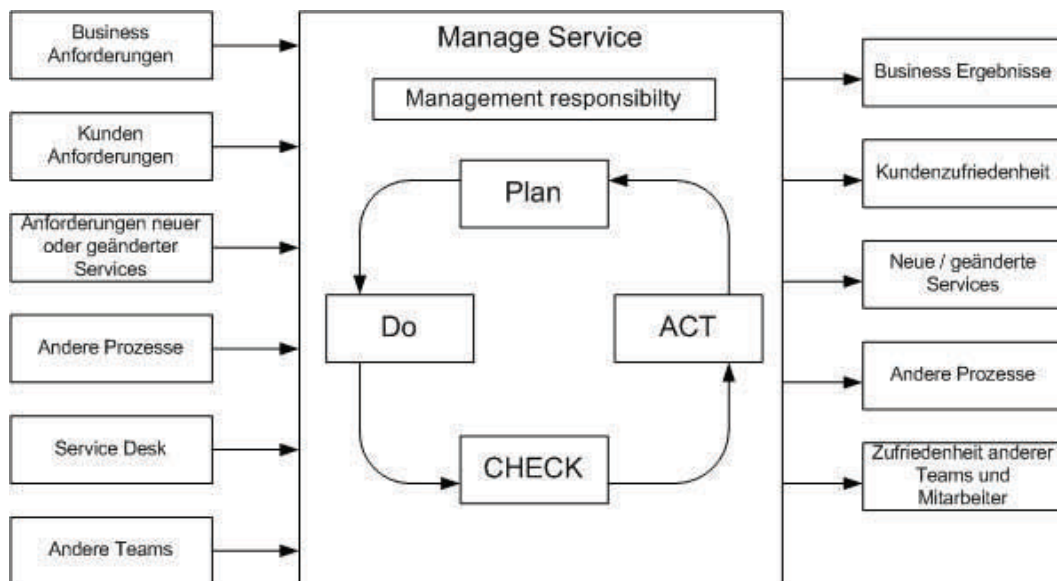 Business
Anforderungen
Kunden
Anforderungen
Anforderungen neuer
oder geänderter
Services
Andere Prozesse
Service Desk
Andere Teams
Manage Service
Management responsibilty
Plan
Do
ACT
CHECK
Business Ergebnisse
Kundenzufriedenheit
Neue / geänderte
Services
Andere Prozesse
Zufriedenheit anderer
Teams und
Mitarbeiter